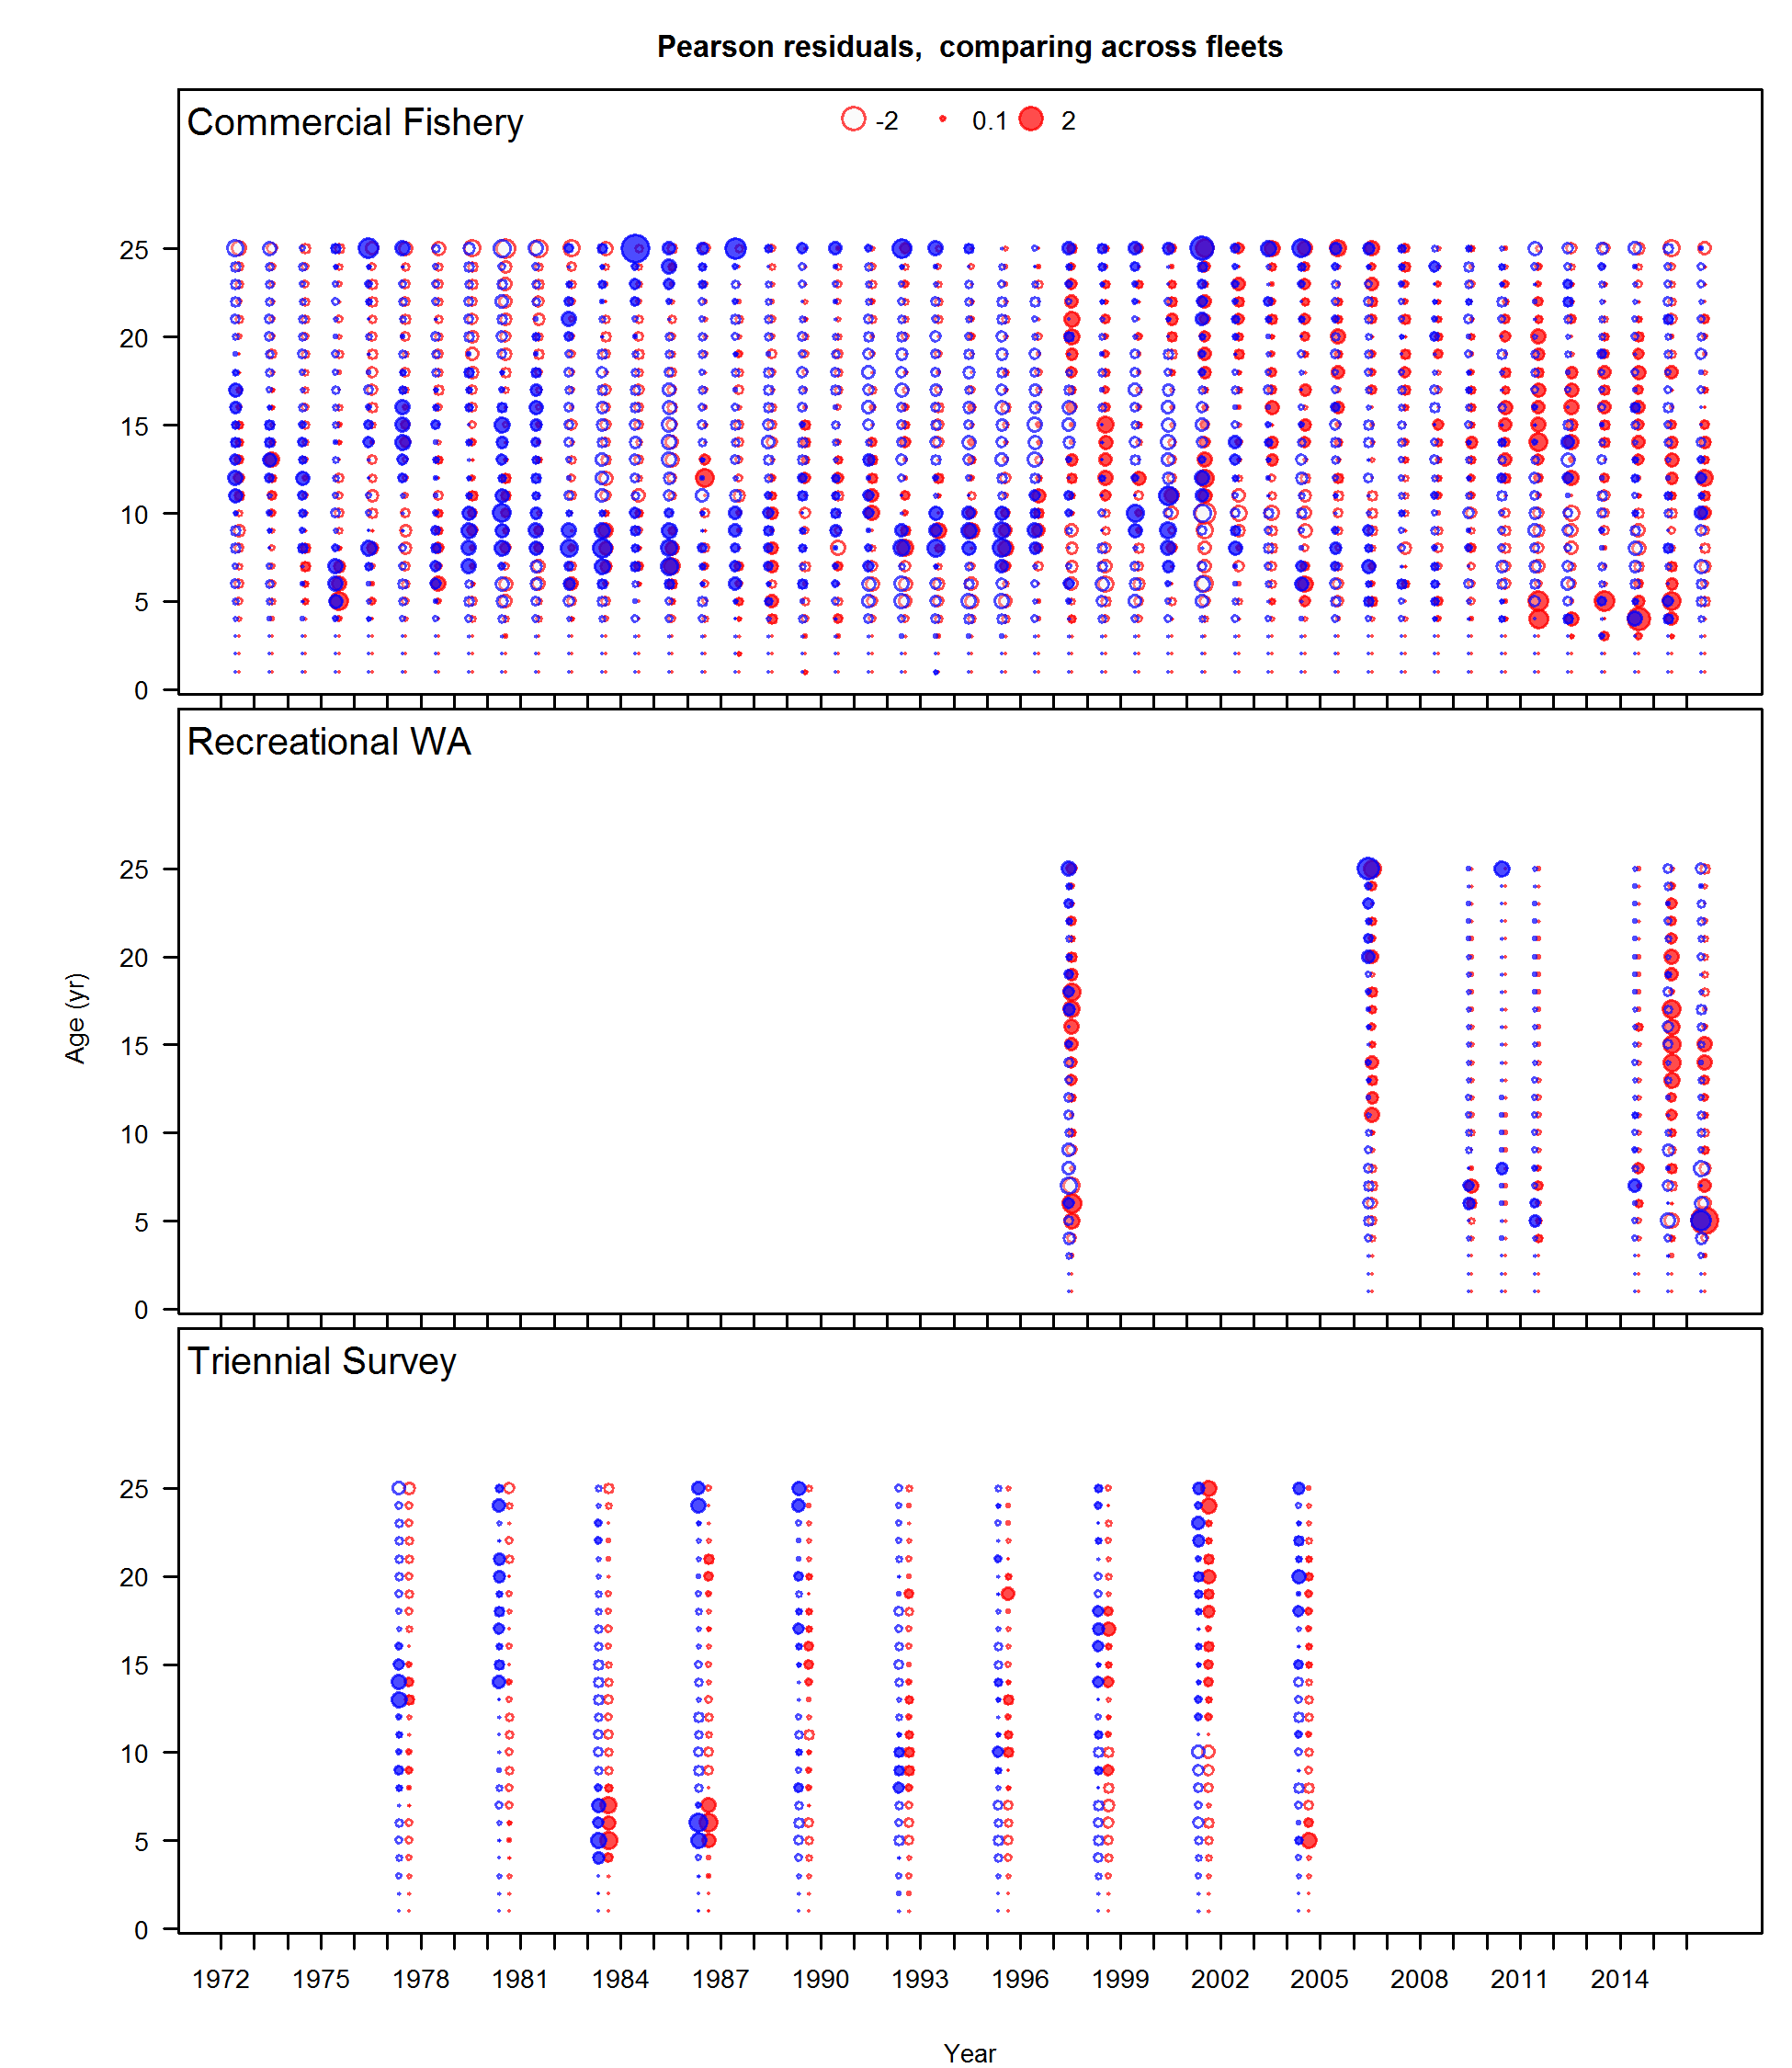 Pearson residuals,  comparing across fleets
Commercial Fishery
-2 0.1 2
25
20
15
10
5
0
Recreational WA
25
20
15
10
5
0
Age (yr)
Triennial Survey
25
20
15
10
5
0
1972 1975 1978 1981 1984 1987 1990 1993 1996 1999 2002 2005 2008 2011 2014
Year